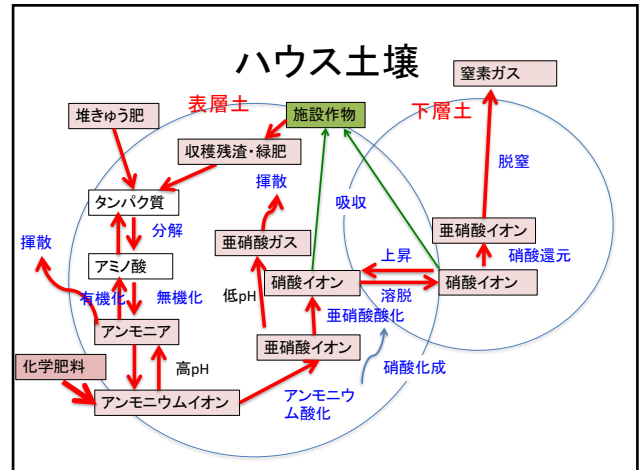 ハウス土壌
窒素ガス
表層土
下層土
堆きゅう肥
施設作物
収穫残渣・緑肥
脱窒
揮散
タンパク質
吸収
分解
亜硝酸ガス
亜硝酸イオン
揮散
アミノ酸
上昇
硝酸還元
硝酸イオン
硝酸イオン
有機化
無機化
低pH
溶脱
亜硝酸酸化
アンモニア
亜硝酸イオン
化学肥料
高pH
硝酸化成
アンモニウムイオン
アンモニウ
ム酸化